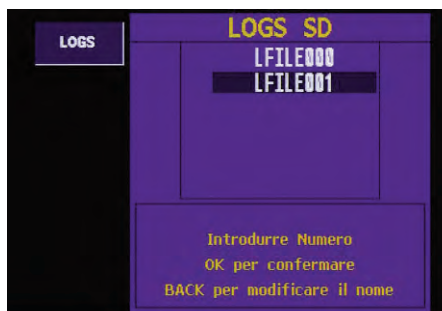 LOGS
LOGS SD
LFILE000
LFILE001
Introdurre Numero
OK per confermare
BACK per modificare il nome